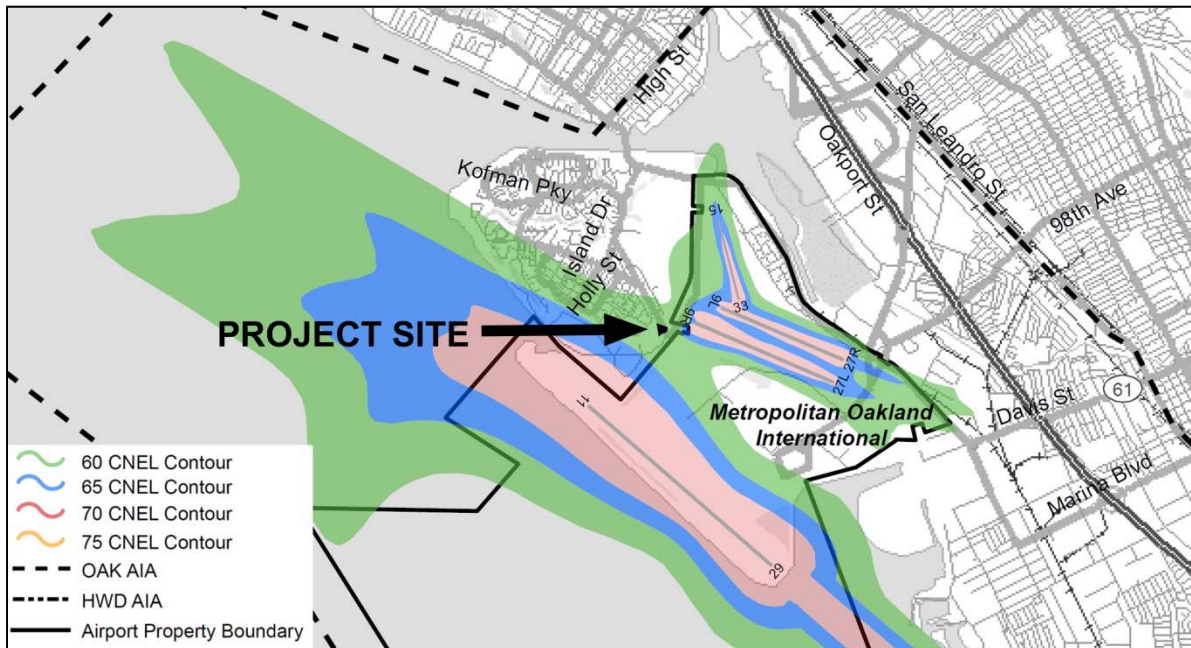 High St
San Leandro St
Oakport St
98th Ave
Kofman Pky
Island Dr
Holly St
15
33
9L
9R
27R
27L
PROJECT SITE
61
Davis St
Metropolitan Oakland
International
Marina Blvd
11
29
60 CNEL Contour
65 CNEL Contour
70 CNEL Contour
75 CNEL Contour
OAK AIA
HWD AIA
Airport Property Boundary